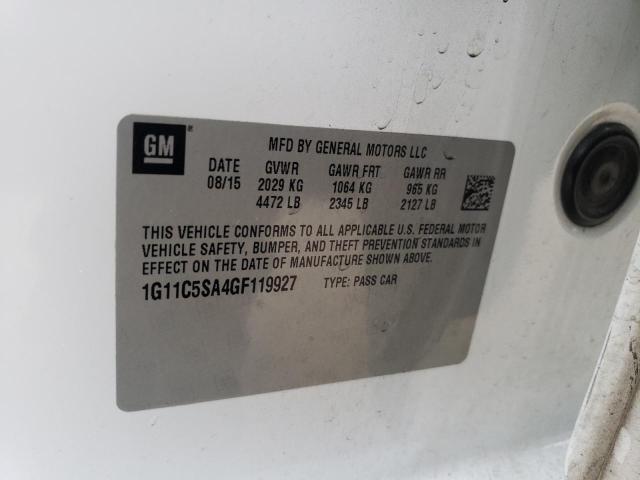 GM
MFD BY GENERAL MOTORS LLC
DATE GVWR GAWR FRT GAWR RR
08/15 2029 KG 1064 KG 965 KG
4472 LB 2345 LB 2127 LB
THIS VEHICLE CONFORMS TO ALL APPLICABLE U.S. FEDERAL MOTOR
VEHICLE SAFETY, BUMPER, AND THEFT PREVENTION STANDARDS IN
EFFECT ON THE DATE OF MANUFACTURE SHOWN ABOVE.
1G11C5SA4GF119927 TYPE: PASS CAR